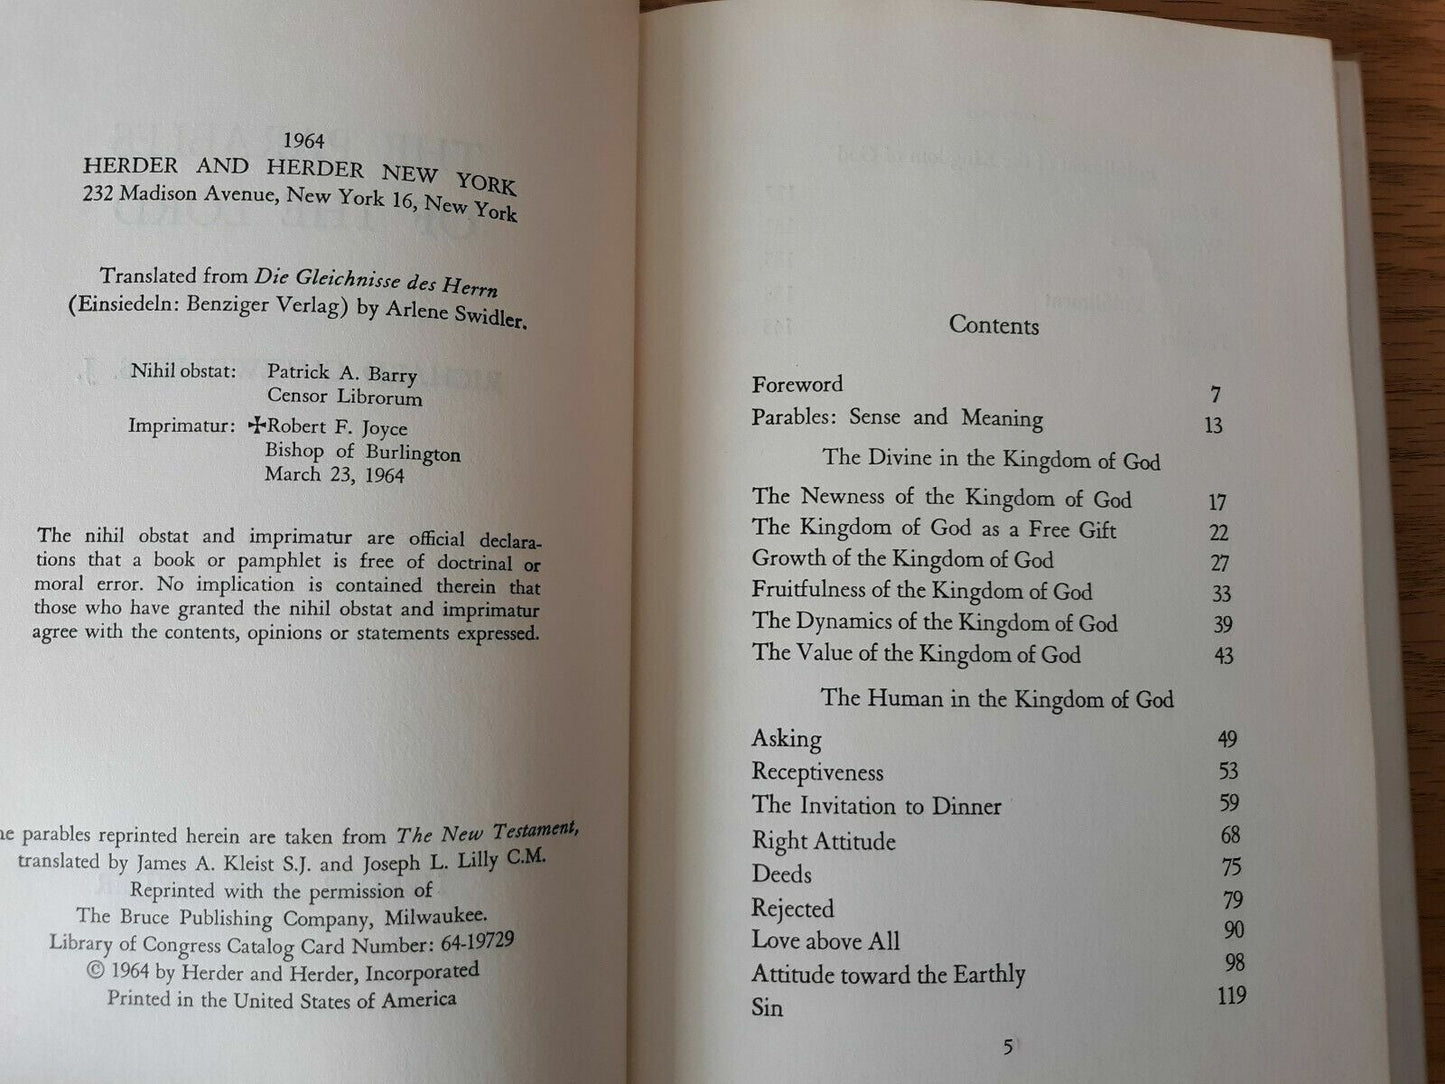 1964
HERDER AND HERDER NEW YORK
232 Madison Avenue, New York 16, New York
Translated from Die Gleichnisse des Herrn
(Einsiedeln: Benziger Verlag) by Arlene Swidler.
Nihil obstat: Patrick A. Barry
Censor Librorum
Imprimatur: ✠Robert F. Joyce
Bishop of Burlington
March 23, 1964
The nihil obstat and imprimatur are official declara-
tions that a book or pamphlet is free of doctrinal or
moral error. No implication is contained therein that
those who have granted the nihil obstat and imprimatur
agree with the contents, opinions or statements expressed.
parables reprinted herein are taken from The New Testament,
translated by James A. Kleist S.J. and Joseph L. Lilly C.M.
Reprinted with the permission of
The Bruce Publishing Company, Milwaukee.
Library of Congress Catalog Card Number: 64-19729
© 1964 by Herder and Herder, Incorporated
Printed in the United States of America
Contents
Foreword 7
Parables: Sense and Meaning 13
The Divine in the Kingdom of God
The Newness of the Kingdom of God 17
The Kingdom of God as a Free Gift 22
Growth of the Kingdom of God 27
Fruitfulness of the Kingdom of God 33
The Dynamics of the Kingdom of God 39
The Value of the Kingdom of God 43
The Human in the Kingdom of God
Asking 49
Receptiveness 53
The Invitation to Dinner 59
Right Attitude 68
Deeds 75
Rejected 79
Love above All 90
Attitude toward the Earthly 98
Sin 119
5